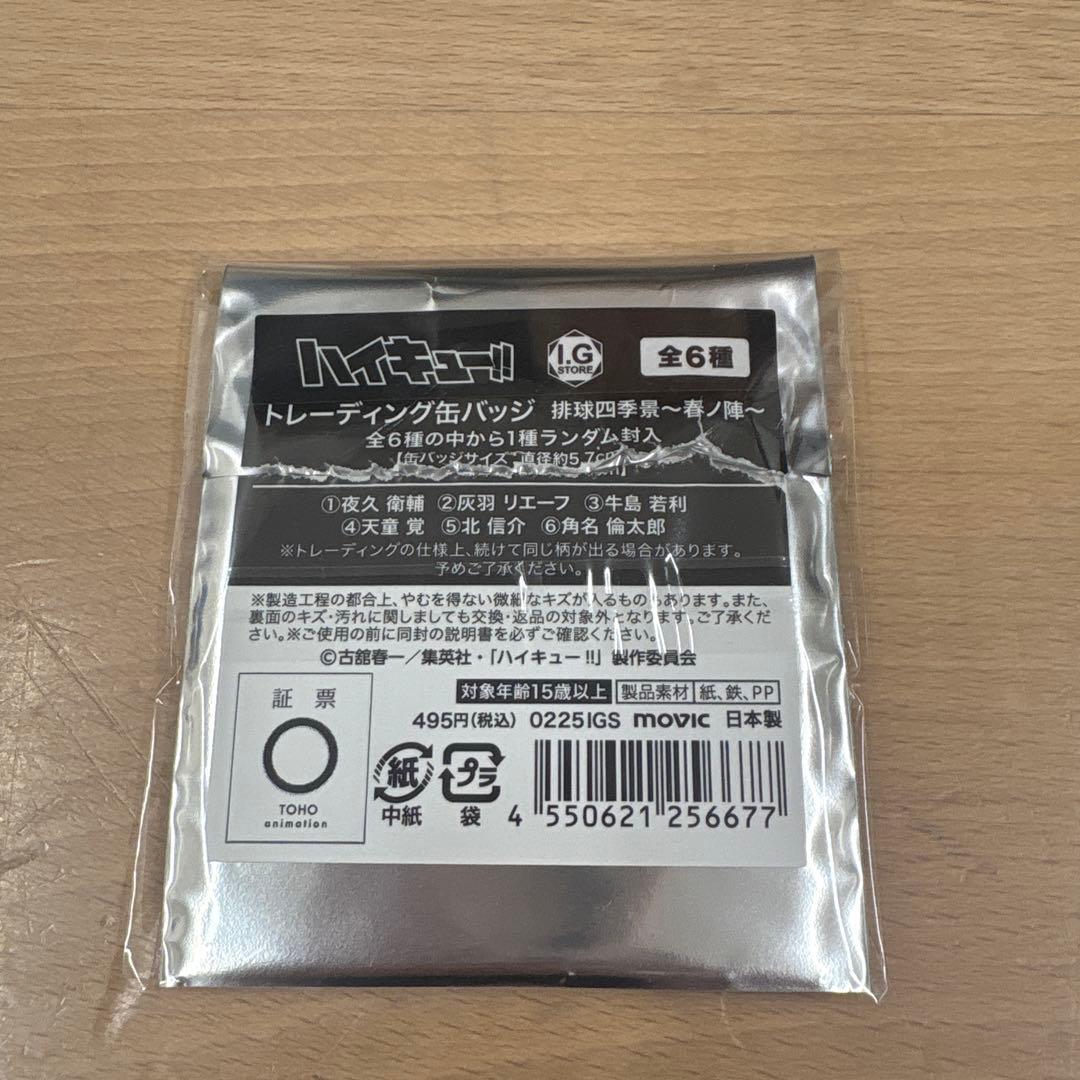 ハイキュー!!
I.G
STORE
全6種
トレーディング缶バッジ 排球四季景～春ノ陣～
全6種の中から1種ランダム封入
【缶バッジサイズ 直径約5.7cm
①夜久 衛輔 ②灰羽 リエーフ ③牛島 若利
④天童 覚 ⑤北 信介 ⑥角名 倫太郎
※トレーディングの仕様上、続けて同じ柄が出る場合があります。
予めご了承ください。
※製造工程の都合上、やむを得ない微細なキズが入るものもあります。また、
裏面のキズ・汚れに関しましても交換・返品の対象外となります。ご了承くださ
い。※ご使用の前に同封の説明書を必ずご確認ください。
©古舘春一／集英社・「ハイキュー!!」製作委員会
対象年齢15歳以上 製品素材 紙、鉄、PP
495円(税込) 0225IGS movic 日本製
証票
TOHO
animation
紙
中紙
プラ
袋
4 550621 256677